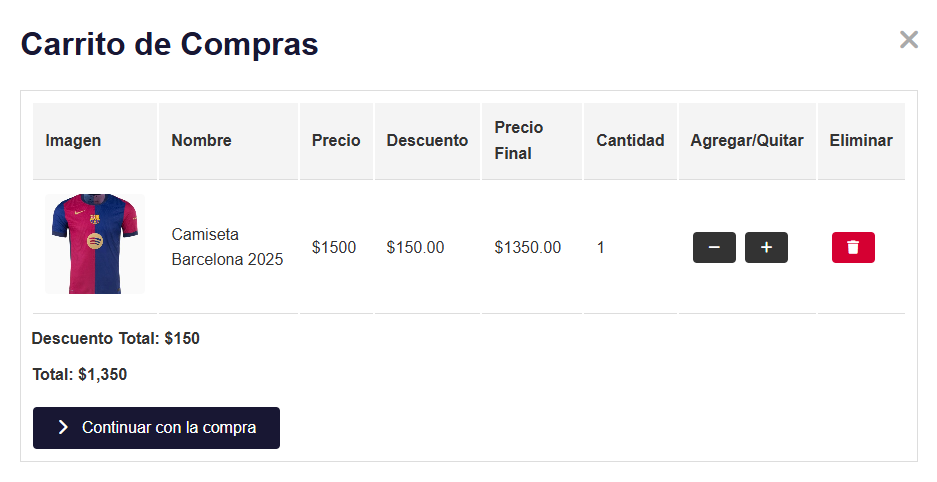 Carrito de Compras
Imagen
Nombre
Precio
Descuento
Precio
Final
Cantidad
Agregar/Quitar
Eliminar
Camiseta
Barcelona 2025
$1500
$150.00
$1350.00
1
Descuento Total: $150
Total: $1,350
Continuar con la compra